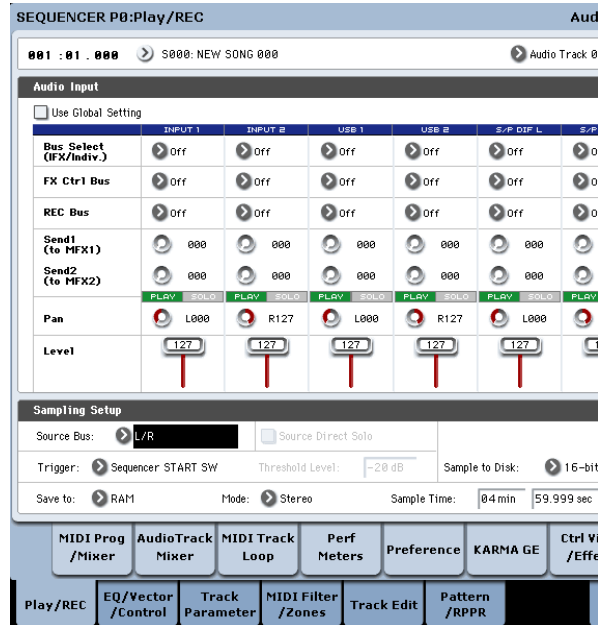 SEQUENCER P0:Play/REC Aud
001 :01 . 000 S000: NEW SONG 000 Audio Track 0
Audio Input
Use Global Setting
INPUT 1 INPUT 2 USB 1 USB 2 S/P DIF L S/P
Bus Select (IFX/Indiv.) Off Off Off Off Off
FX Ctrl Bus Off Off Off Off Off
REC Bus Off Off Off Off Off
Send1 (to MFX1) 000 000 000 000 000
Send2 (to MFX2) 000 000 000 000 000
PLAY SOLO PLAY SOLO PLAY SOLO PLAY SOLO PLAY SOLO PLAY
Pan L000 R127 L000 R127 L000
Level 127 127 127 127 127 1
Sampling Setup
Source Bus: L/R Source Direct Solo
Trigger: Sequencer START SW Threshold Level: -20 dB Sample to Disk: 16-bit
Save to: RAM Mode: Stereo Sample Time: 04 min 59.999 sec
MIDI Prog /Mixer AudioTrack Mixer MIDI Track Loop Perf Meters Preference KARMA GE Ctrl Vi /Effe
Play/REC EQ/Vector /Control Track Parameter MIDI Filter /Zones Track Edit Pattern /RPPR